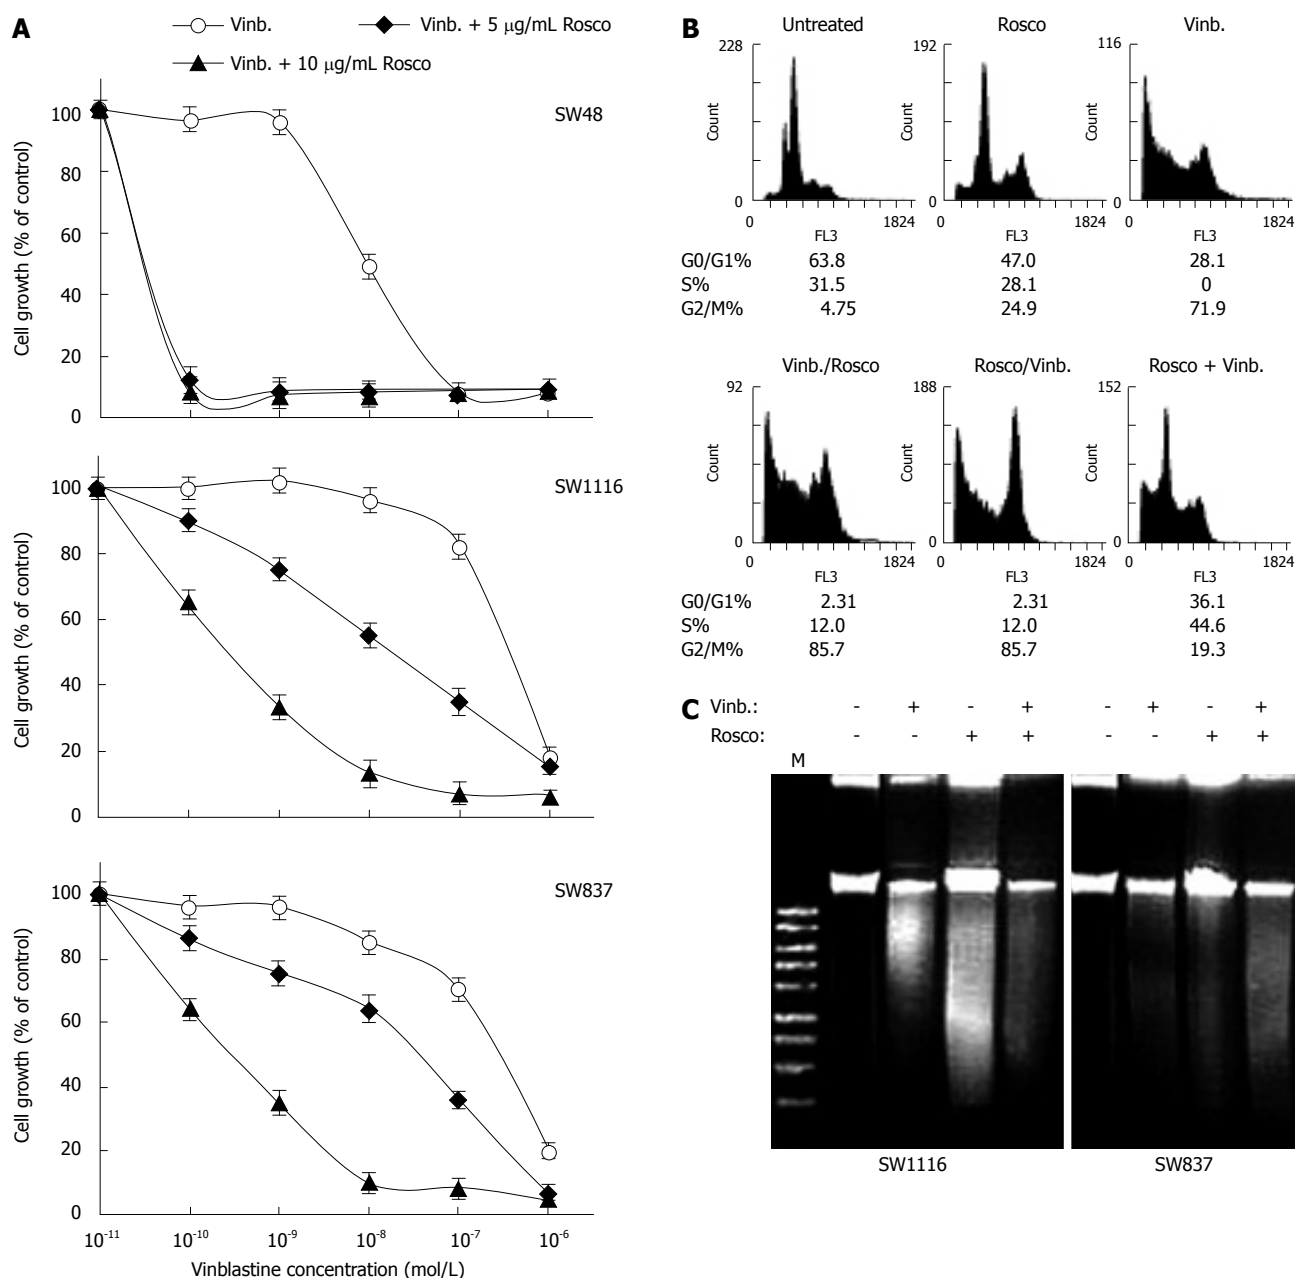 A
Vinb.
Vinb. + 5 μg/mL Rosco
Vinb. + 10 μg/mL Rosco
SW48
Cell growth (% of control)
100
80
60
40
20
0
SW1116
Cell growth (% of control)
100
80
60
40
20
0
SW837
Cell growth (% of control)
100
80
60
40
20
0
10⁻¹¹ 10⁻¹⁰ 10⁻⁹ 10⁻⁸ 10⁻⁷ 10⁻⁶
Vinblastine concentration (mol/L)
B
Untreated Rosco Vinb.
228 192 116
Count Count Count
0 0 0
0 1824 0 1824 0 1824
FL3 FL3 FL3
G0/G1% 63.8 47.0 28.1
S% 31.5 28.1 0
G2/M% 4.75 24.9 71.9
Vinb./Rosco Rosco/Vinb. Rosco + Vinb.
92 188 152
Count Count Count
0 0 0
0 1824 0 1824 0 1824
FL3 FL3 FL3
G0/G1% 2.31 2.31 36.1
S% 12.0 12.0 44.6
G2/M% 85.7 85.7 19.3
C
Vinb.: - + - + - + - +
Rosco: - - + + - - + +
M
SW1116 SW837